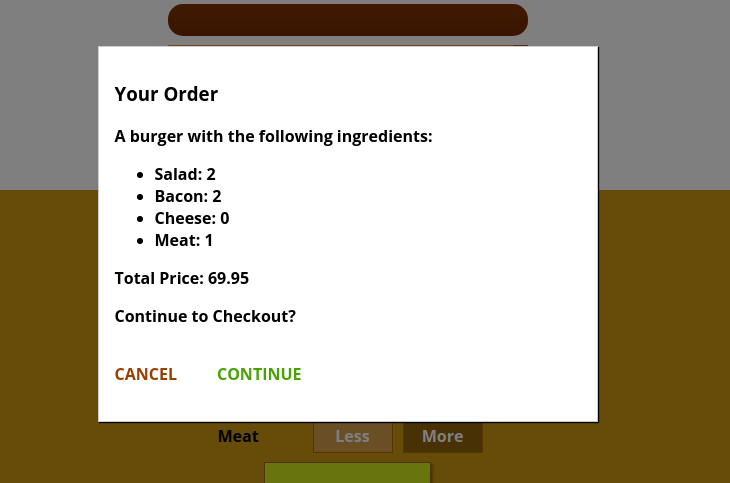 Your Order
A burger with the following ingredients:
Salad: 2
Bacon: 2
Cheese: 0
Meat: 1
Total Price: 69.95
Continue to Checkout?
CANCEL CONTINUE
Meat Less More